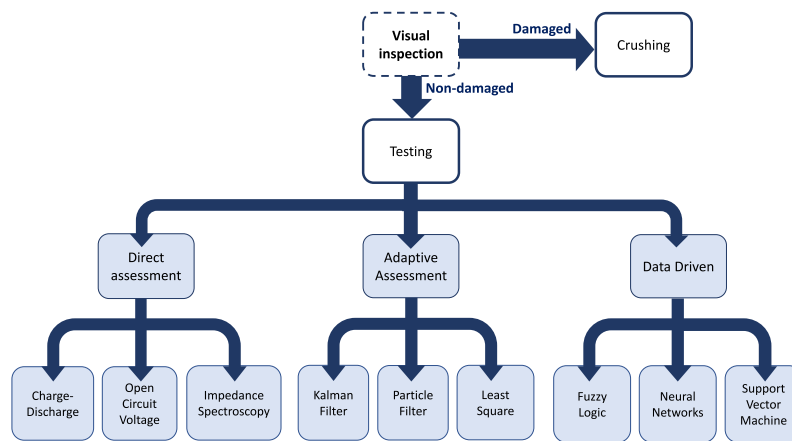 Visual
inspection
Damaged
Crushing
Non-damaged
Testing
Direct
assessment
Adaptive
Assessment
Data Driven
Charge-
Discharge
Open
Circuit
Voltage
Impedance
Spectroscopy
Kalman
Filter
Particle
Filter
Least
Square
Fuzzy
Logic
Neural
Networks
Support
Vector
Machine